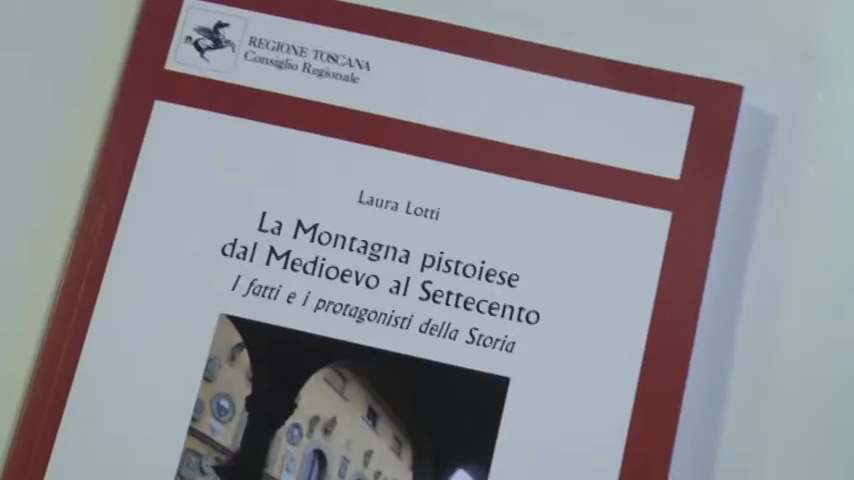 REGIONE TOSCANA
Consiglio Regionale
Laura Lotti
La Montagna pistoiese
dal Medioevo al Settecento
I fatti e i protagonisti della Storia